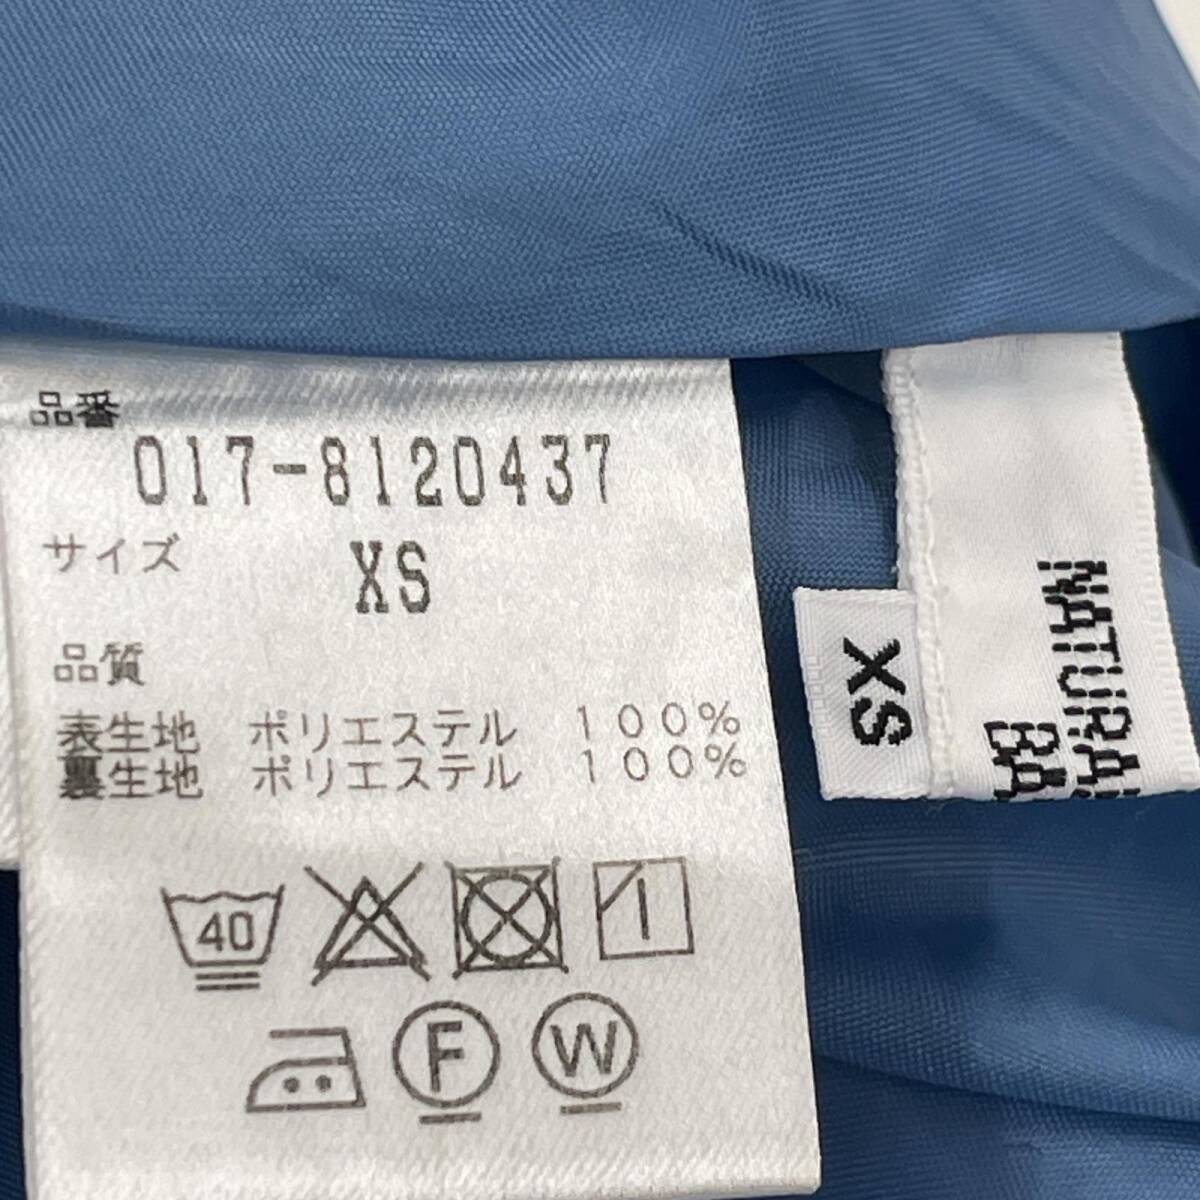 品番
017-8120437
サイズ XS
品質
表生地 ポリエステル 100%
裏生地 ポリエステル 100%
40
F
W
XS
NATURAL
BA